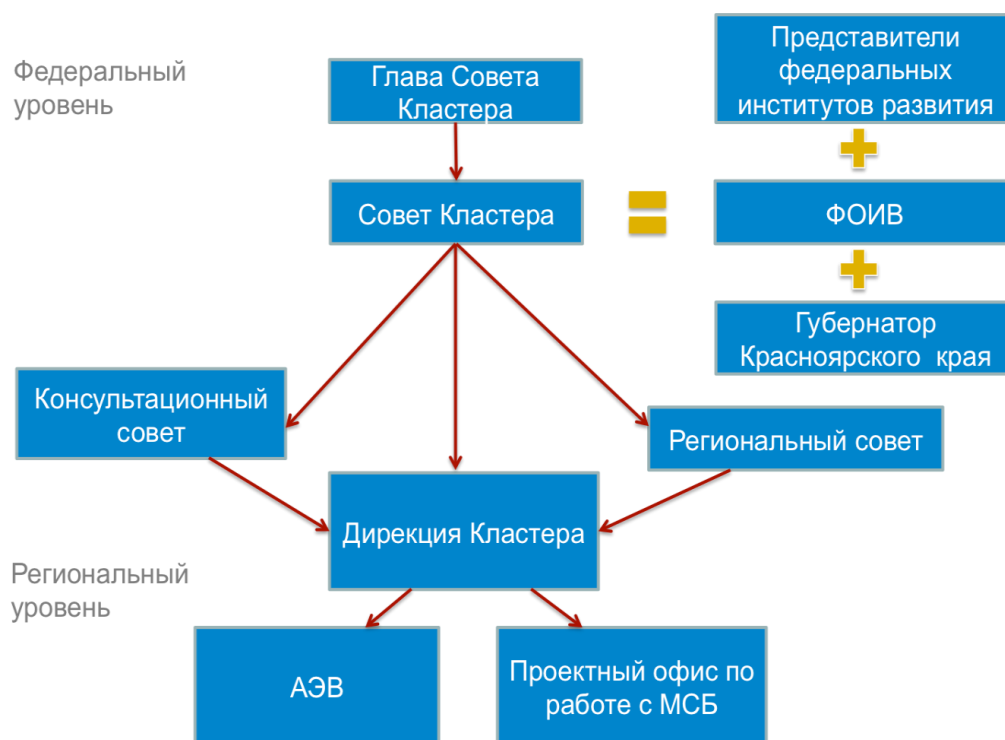 Федеральный
уровень
Глава Совета
Кластера
Представители
федеральных
институтов развития
Совет Кластера
ФОИВ
Губернатор
Красноярского края
Консультационный
совет
Региональный совет
Дирекция Кластера
Региональный
уровень
АЭВ
Проектный офис по
работе с МСБ